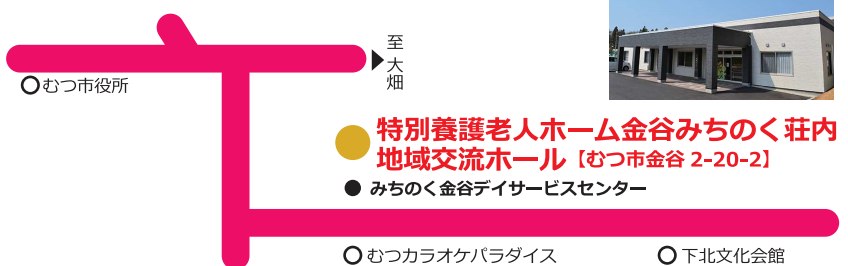 至大畑
むつ市役所
特別養護老人ホーム金谷みちのく荘内
地域交流ホール【むつ市金谷 2-20-2】
みちのく金谷デイサービスセンター
むつカラオケパラダイス
下北文化会館